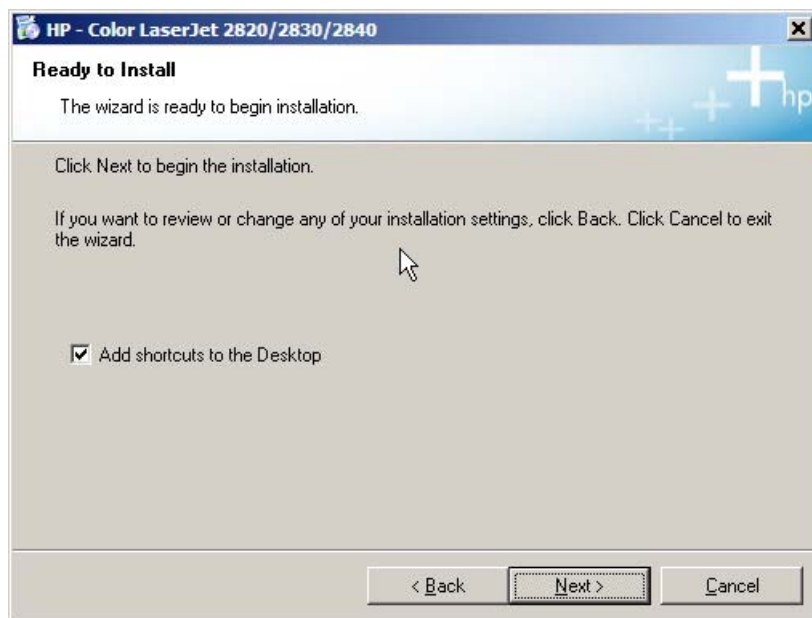 HP - Color LaserJet 2820/2830/2840
Ready to Install
The wizard is ready to begin installation.
hp
Click Next to begin the installation.
If you want to review or change any of your installation settings, click Back. Click Cancel to exit
the wizard.
Add shortcuts to the Desktop
< Back
Next >
Cancel